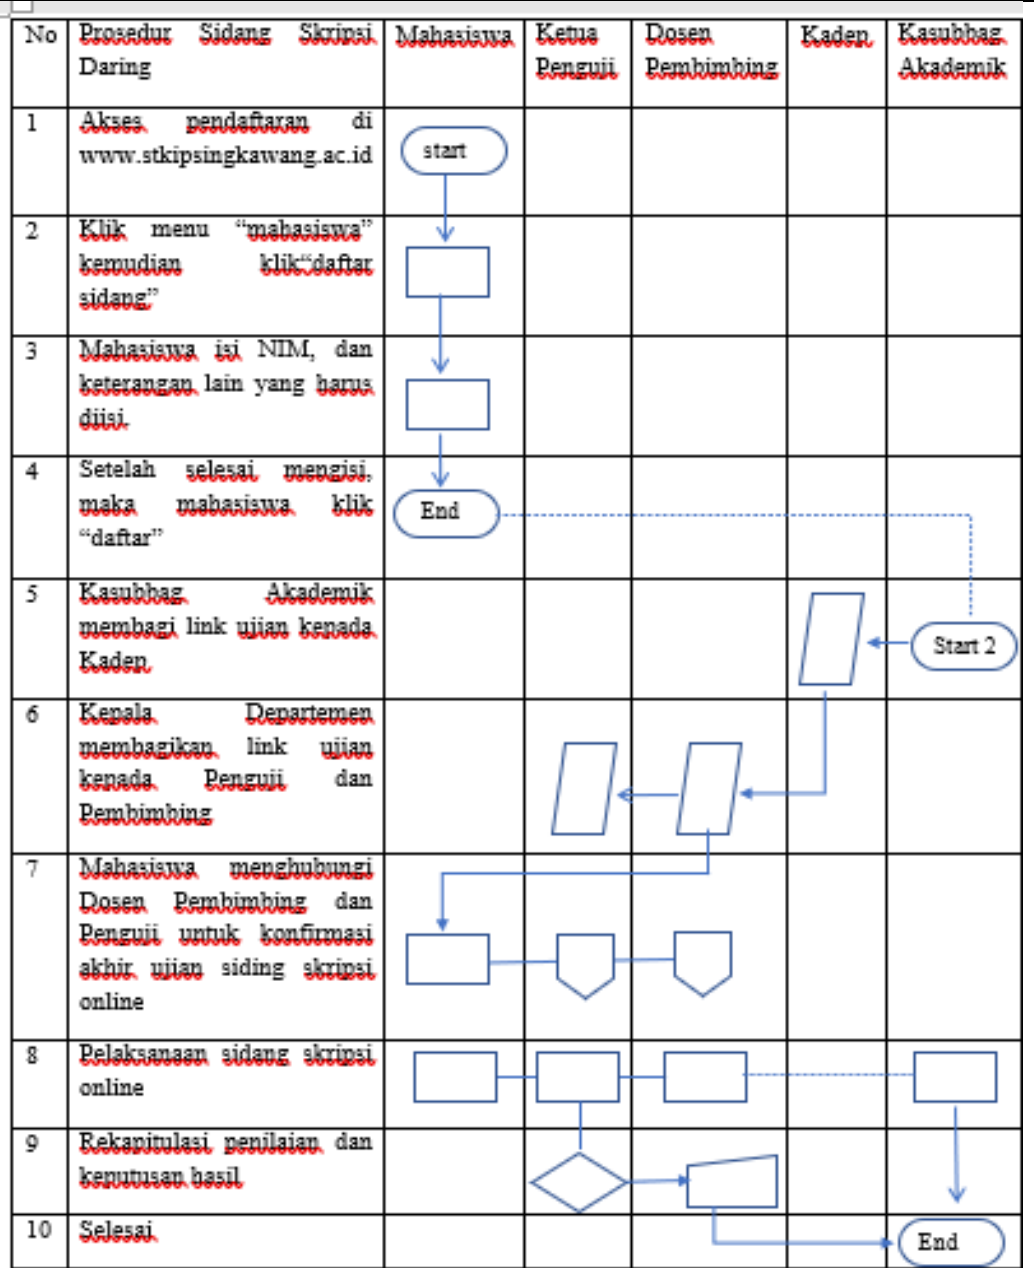 No
Prosedur Sidang Skripsi
Daring
Mahasiswa
Ketua
Penguji
Dosen
Pembimbing
Kadep
Kasubbag
Akademik
1
Akses pendaftaran di
www.stkipsingkawang.ac.id
start
2
Klik menu “mahasiswa”
kemudian klik“daftar
sidang”
3
Mahasiswa isi NIM, dan
keterangan lain yang harus
diisi.
4
Setelah selesai mengisi,
maka mahasiswa klik
“daftar”
End
5
Kasubbag Akademik
membagi link ujian kepada
Kadep
Start 2
6
Kepala Departemen
membagikan link ujian
kepada Penguji dan
Pembimbing
7
Mahasiswa menghubungi
Dosen Pembimbing dan
Penguji untuk konfirmasi
akhir ujian siding skripsi
online
8
Pelaksanaan sidang skripsi
online
9
Rekapitulasi penilaian dan
keputusan hasil
10
Selesai
End